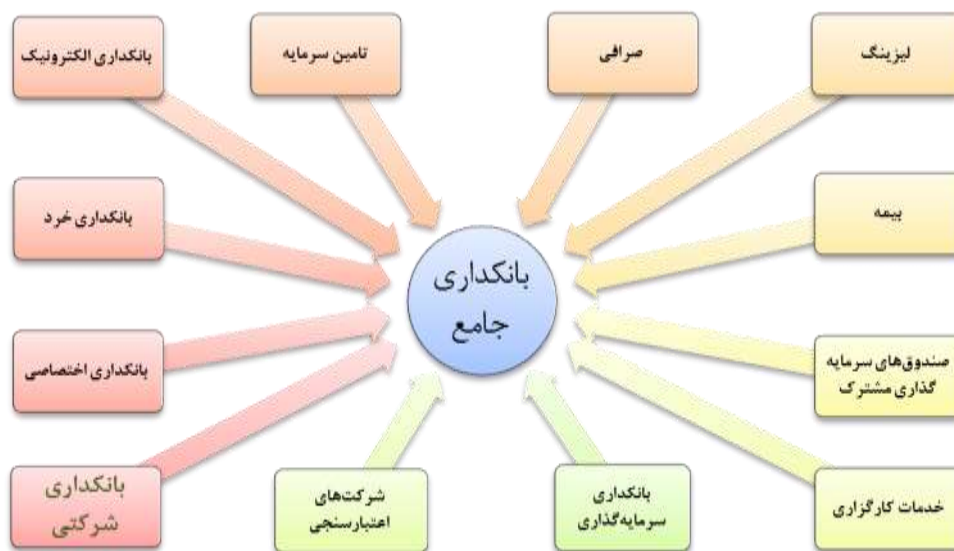 لیزینگ
صرافی
تامین سرمایه
بانکداری الکترونیک
بیمه
بانکداری خرد
بانکداری
جامع
صندوق‌های سرمایه
گذاری مشترک
بانکداری اختصاصی
خدمات کارگزاری
بانکداری
سرمایه‌گذاری
شرکت‌های
اعتبارسنجی
بانکداری
شرکتی